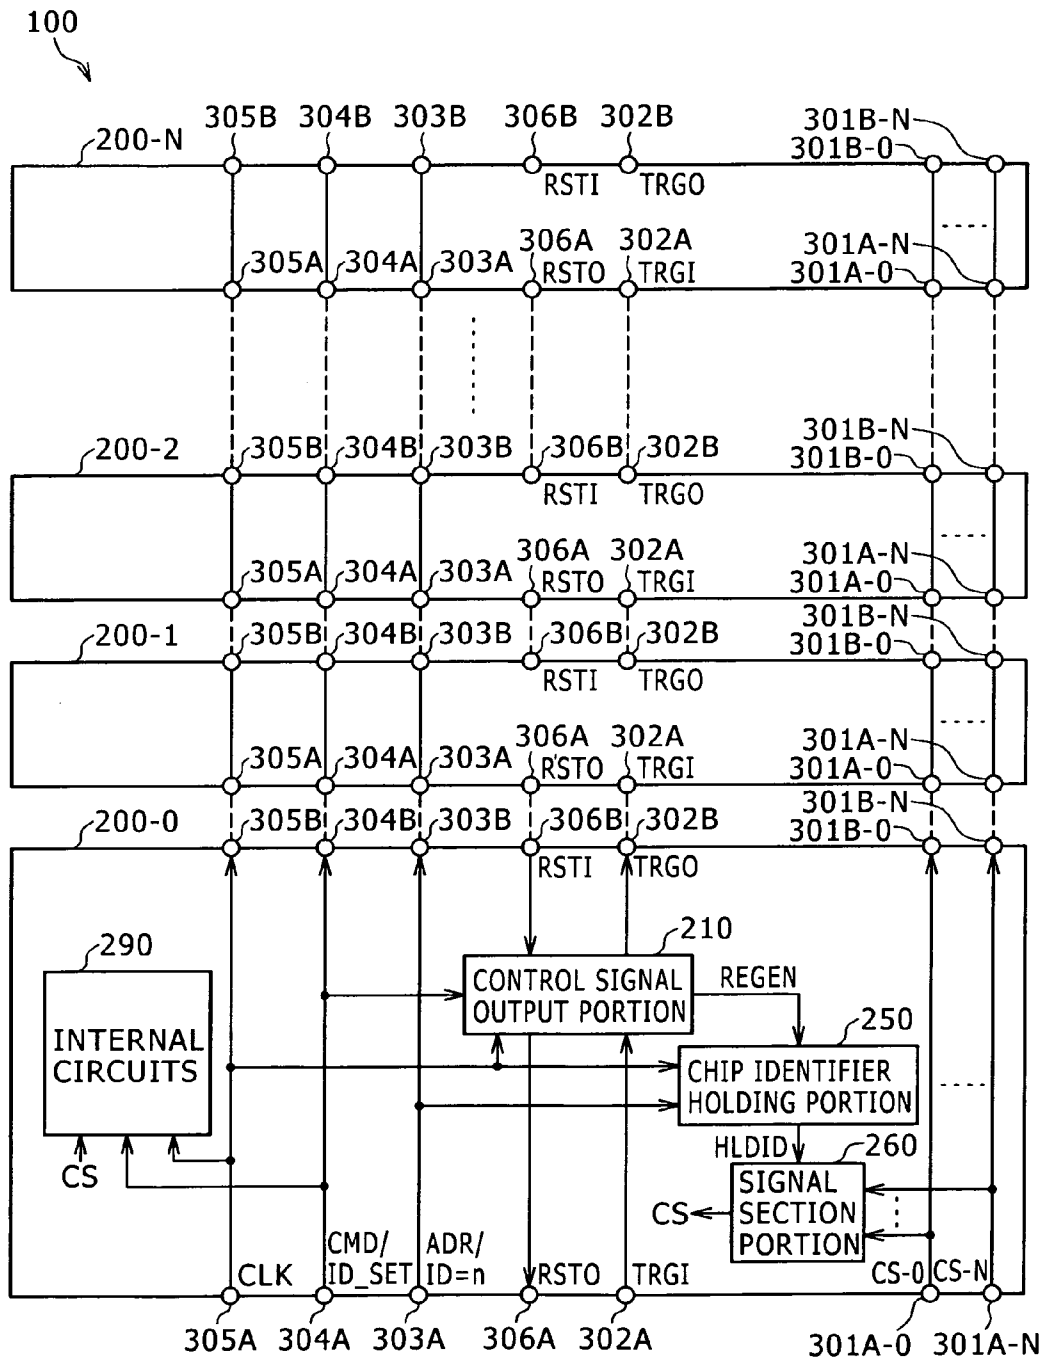 100
305B 304B 303B 306B 302B 301B-N
200-N 301B-0
RSTI TRGO
306A 302A 301A-N
305A 304A 303A RSTO TRGI 301A-0
301B-N
200-2 305B 304B 303B 306B 302B 301B-0
RSTI TRGO
306A 302A 301A-N
305A 304A 303A RSTO TRGI 301A-0
301B-N
200-1 305B 304B 303B 306B 302B 301B-0
RSTI TRGO
306A 302A 301A-N
305A 304A 303A R'STO TRGI 301A-0
301B-N
200-0 305B 304B 303B 306B 302B 301B-0
RSTI TRGO
290 210
CONTROL SIGNAL
OUTPUT PORTION
REGEN
INTERNAL
CIRCUITS
250
CHIP IDENTIFIER
HOLDING PORTION
HLDID 260
CS
SIGNAL
SECTION
PORTION
CS
CLK
CMD/
ID_SET
ADR/
ID=n
RSTO TRGI CS-0 CS-N
305A 304A 303A 306A 302A 301A-0 301A-N